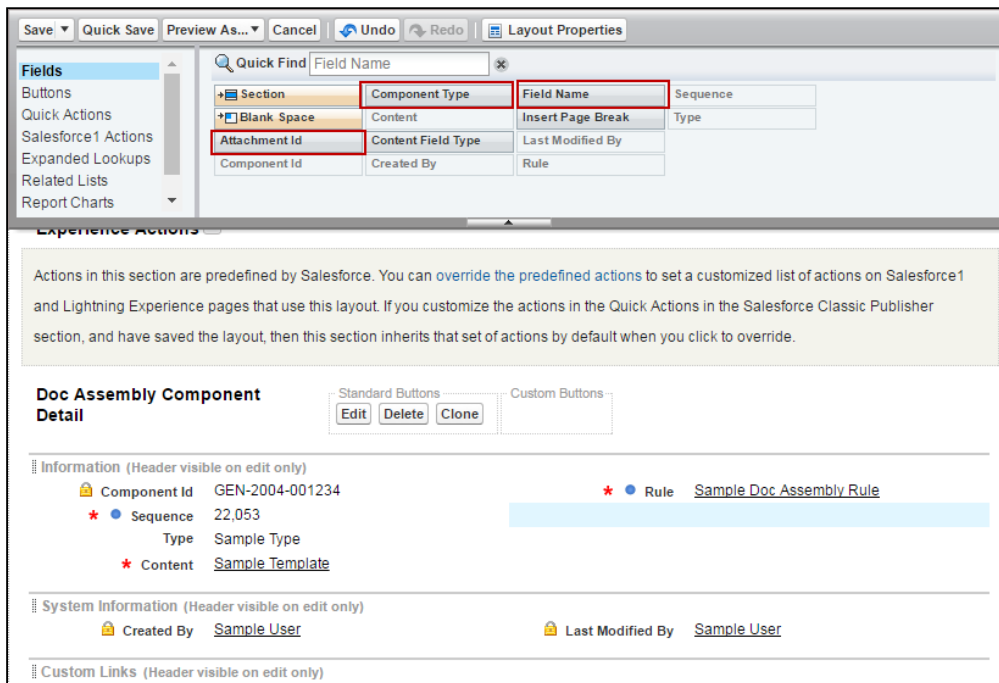 Save Quick Save Preview As... Cancel Undo Redo Layout Properties
Fields
Buttons
Quick Actions
Salesforce1 Actions
Expanded Lookups
Related Lists
Report Charts
Quick Find Field Name
Section Component Type Field Name Sequence
Blank Space Content Insert Page Break Type
Attachment Id Content Field Type Last Modified By
Component Id Created By Rule
Experience Actions
Actions in this section are predefined by Salesforce. You can override the predefined actions to set a customized list of actions on Salesforce1
and Lightning Experience pages that use this layout. If you customize the actions in the Quick Actions in the Salesforce Classic Publisher
section, and have saved the layout, then this section inherits that set of actions by default when you click to override.
Doc Assembly Component
Detail
Standard Buttons
Edit Delete Clone
Custom Buttons
Information (Header visible on edit only)
Component Id GEN-2004-001234 * Rule Sample Doc Assembly Rule
* Sequence 22,053
Type Sample Type
* Content Sample Template
System Information (Header visible on edit only)
Created By Sample User Last Modified By Sample User
Custom Links (Header visible on edit only)